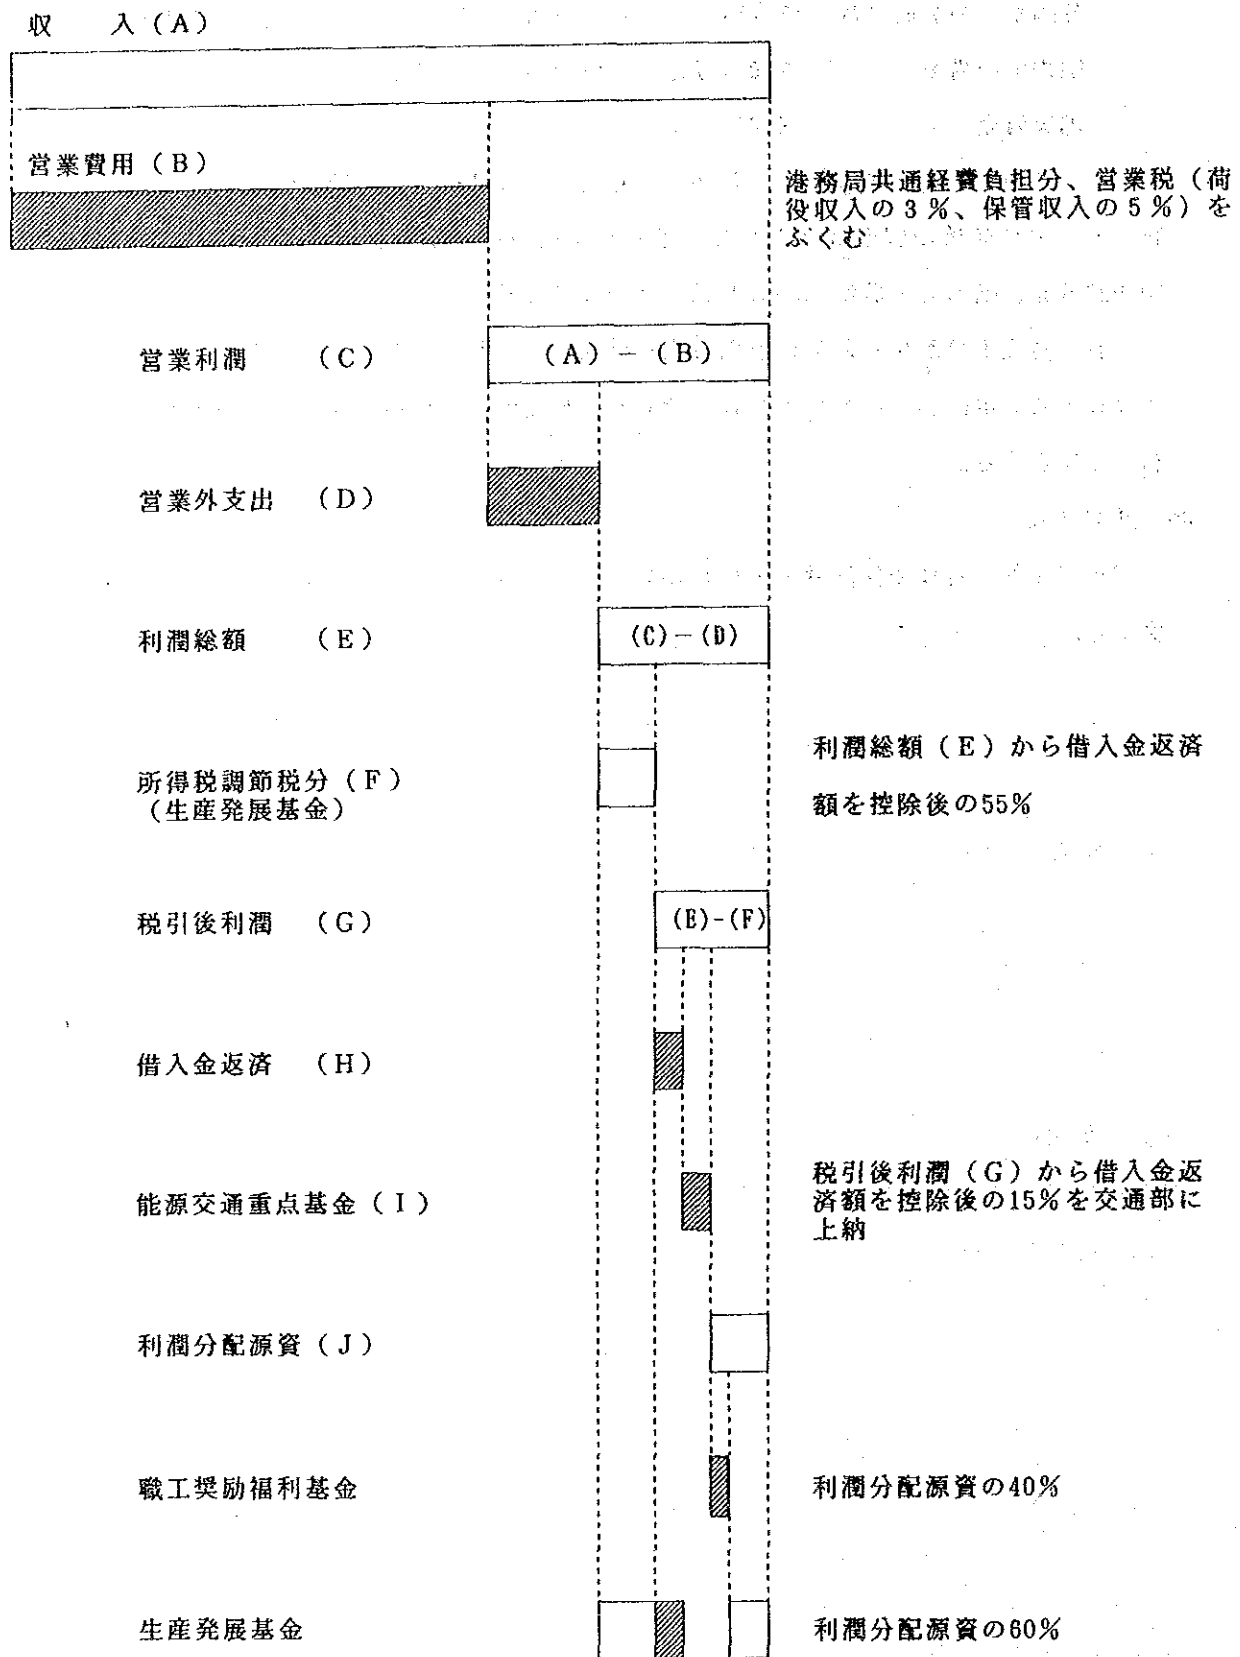 収　　入（A）
営業費用（B）
港務局共通経費負担分、営業税（荷
役収入の3％、保管収入の5％）を
ふくむ
営業利潤　　（C）
（A）－（B）
営業外支出　（D）
利潤総額　　（E）
(C)－(D)
所得税調節税分（F）
（生産発展基金）
利潤総額（E）から借入金返済
額を控除後の55％
税引後利潤　（G）
(E)-(F)
借入金返済　（H）
能源交通重点基金（I）
税引後利潤（G）から借入金返
済額を控除後の15％を交通部に
上納
利潤分配源資（J）
職工奨励福利基金
利潤分配源資の40％
生産発展基金
利潤分配源資の60％